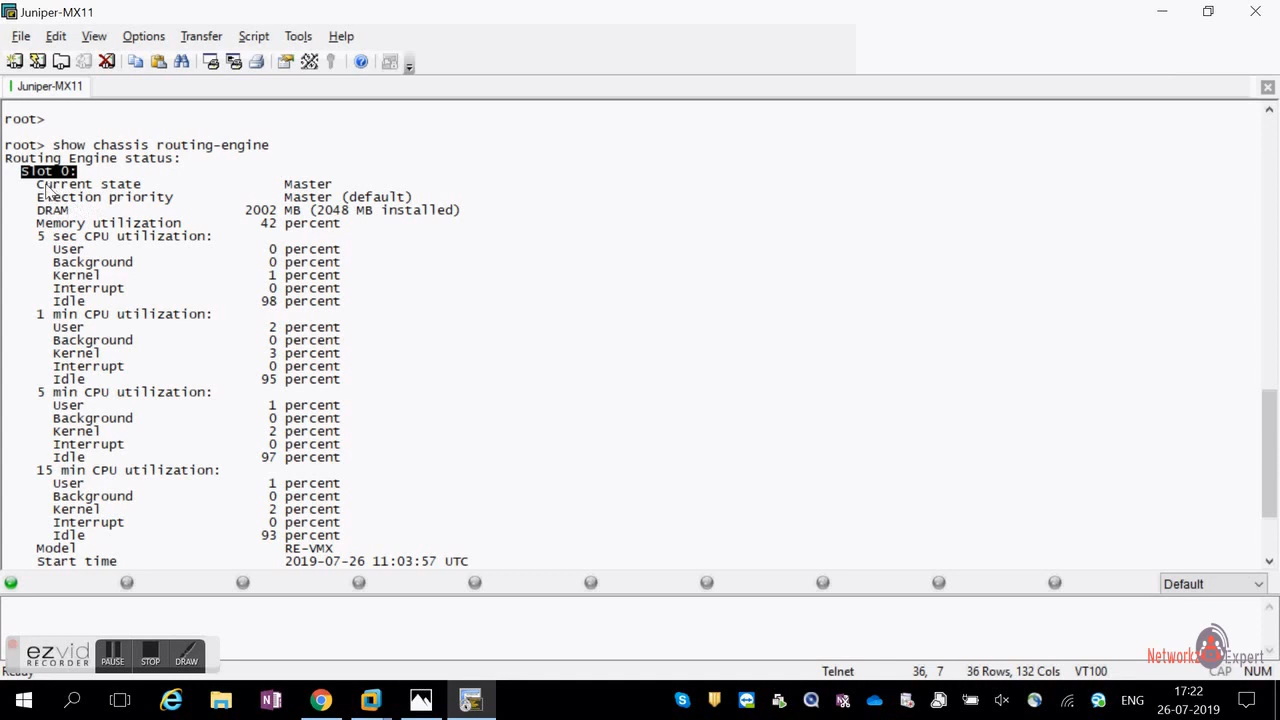 Juniper-MX11
File Edit View Options Transfer Script Tools Help
Juniper-MX11
root>
root> show chassis routing-engine
Routing Engine status:
Slot 0:
Current state Master
Election priority Master (default)
DRAM 2002 MB (2048 MB installed)
Memory utilization 42 percent
5 sec CPU utilization:
User 0 percent
Background 0 percent
Kernel 1 percent
Interrupt 0 percent
Idle 98 percent
1 min CPU utilization:
User 2 percent
Background 0 percent
Kernel 3 percent
Interrupt 0 percent
Idle 95 percent
5 min CPU utilization:
User 1 percent
Background 0 percent
Kernel 2 percent
Interrupt 0 percent
Idle 97 percent
15 min CPU utilization:
User 1 percent
Background 0 percent
Kernel 2 percent
Interrupt 0 percent
Idle 93 percent
Model RE-VMX
Start time 2019-07-26 11:03:57 UTC
Default
ezvid
RECORDER
PAUSE STOP DRAW
Telnet 36, 7 36 Rows, 132 Cols VT100 CAP NUM
ENG
17:22
26-07-2019